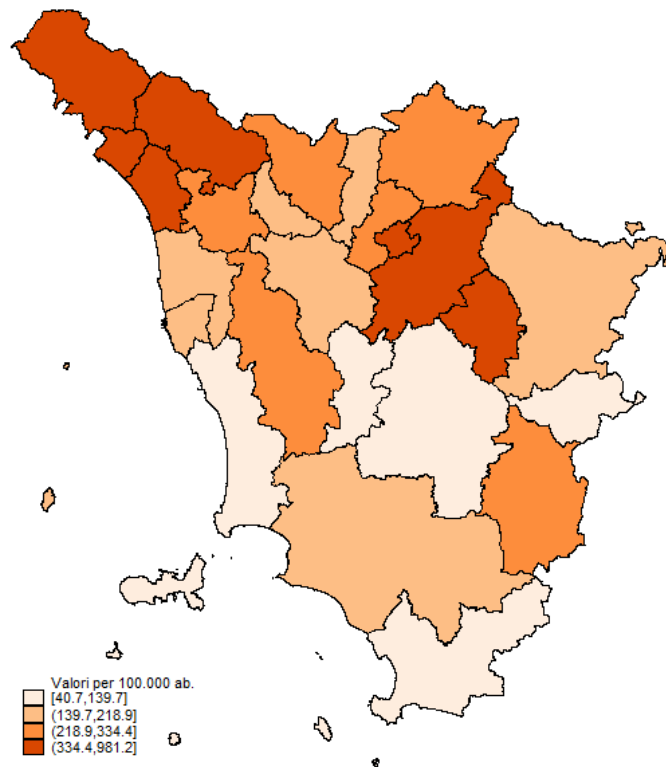 Valori per 100.000 ab.
[40.7,139.7]
(139.7,218.9]
(218.9,334.4]
(334.4,981.2]